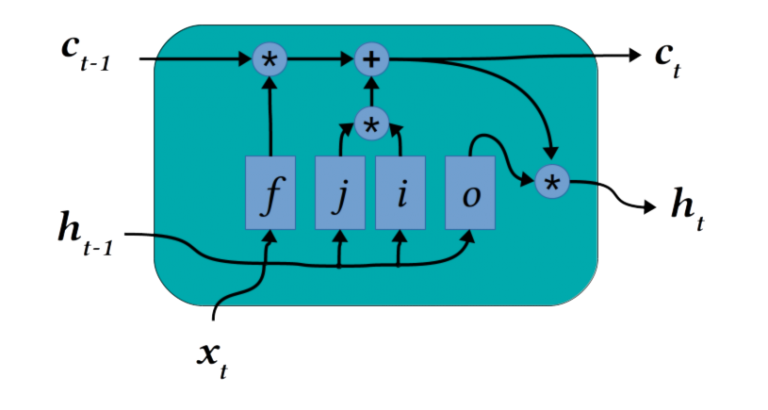 c_{t-1} * + c_t
*
f j i o * h_t
h_{t-1}
x_t